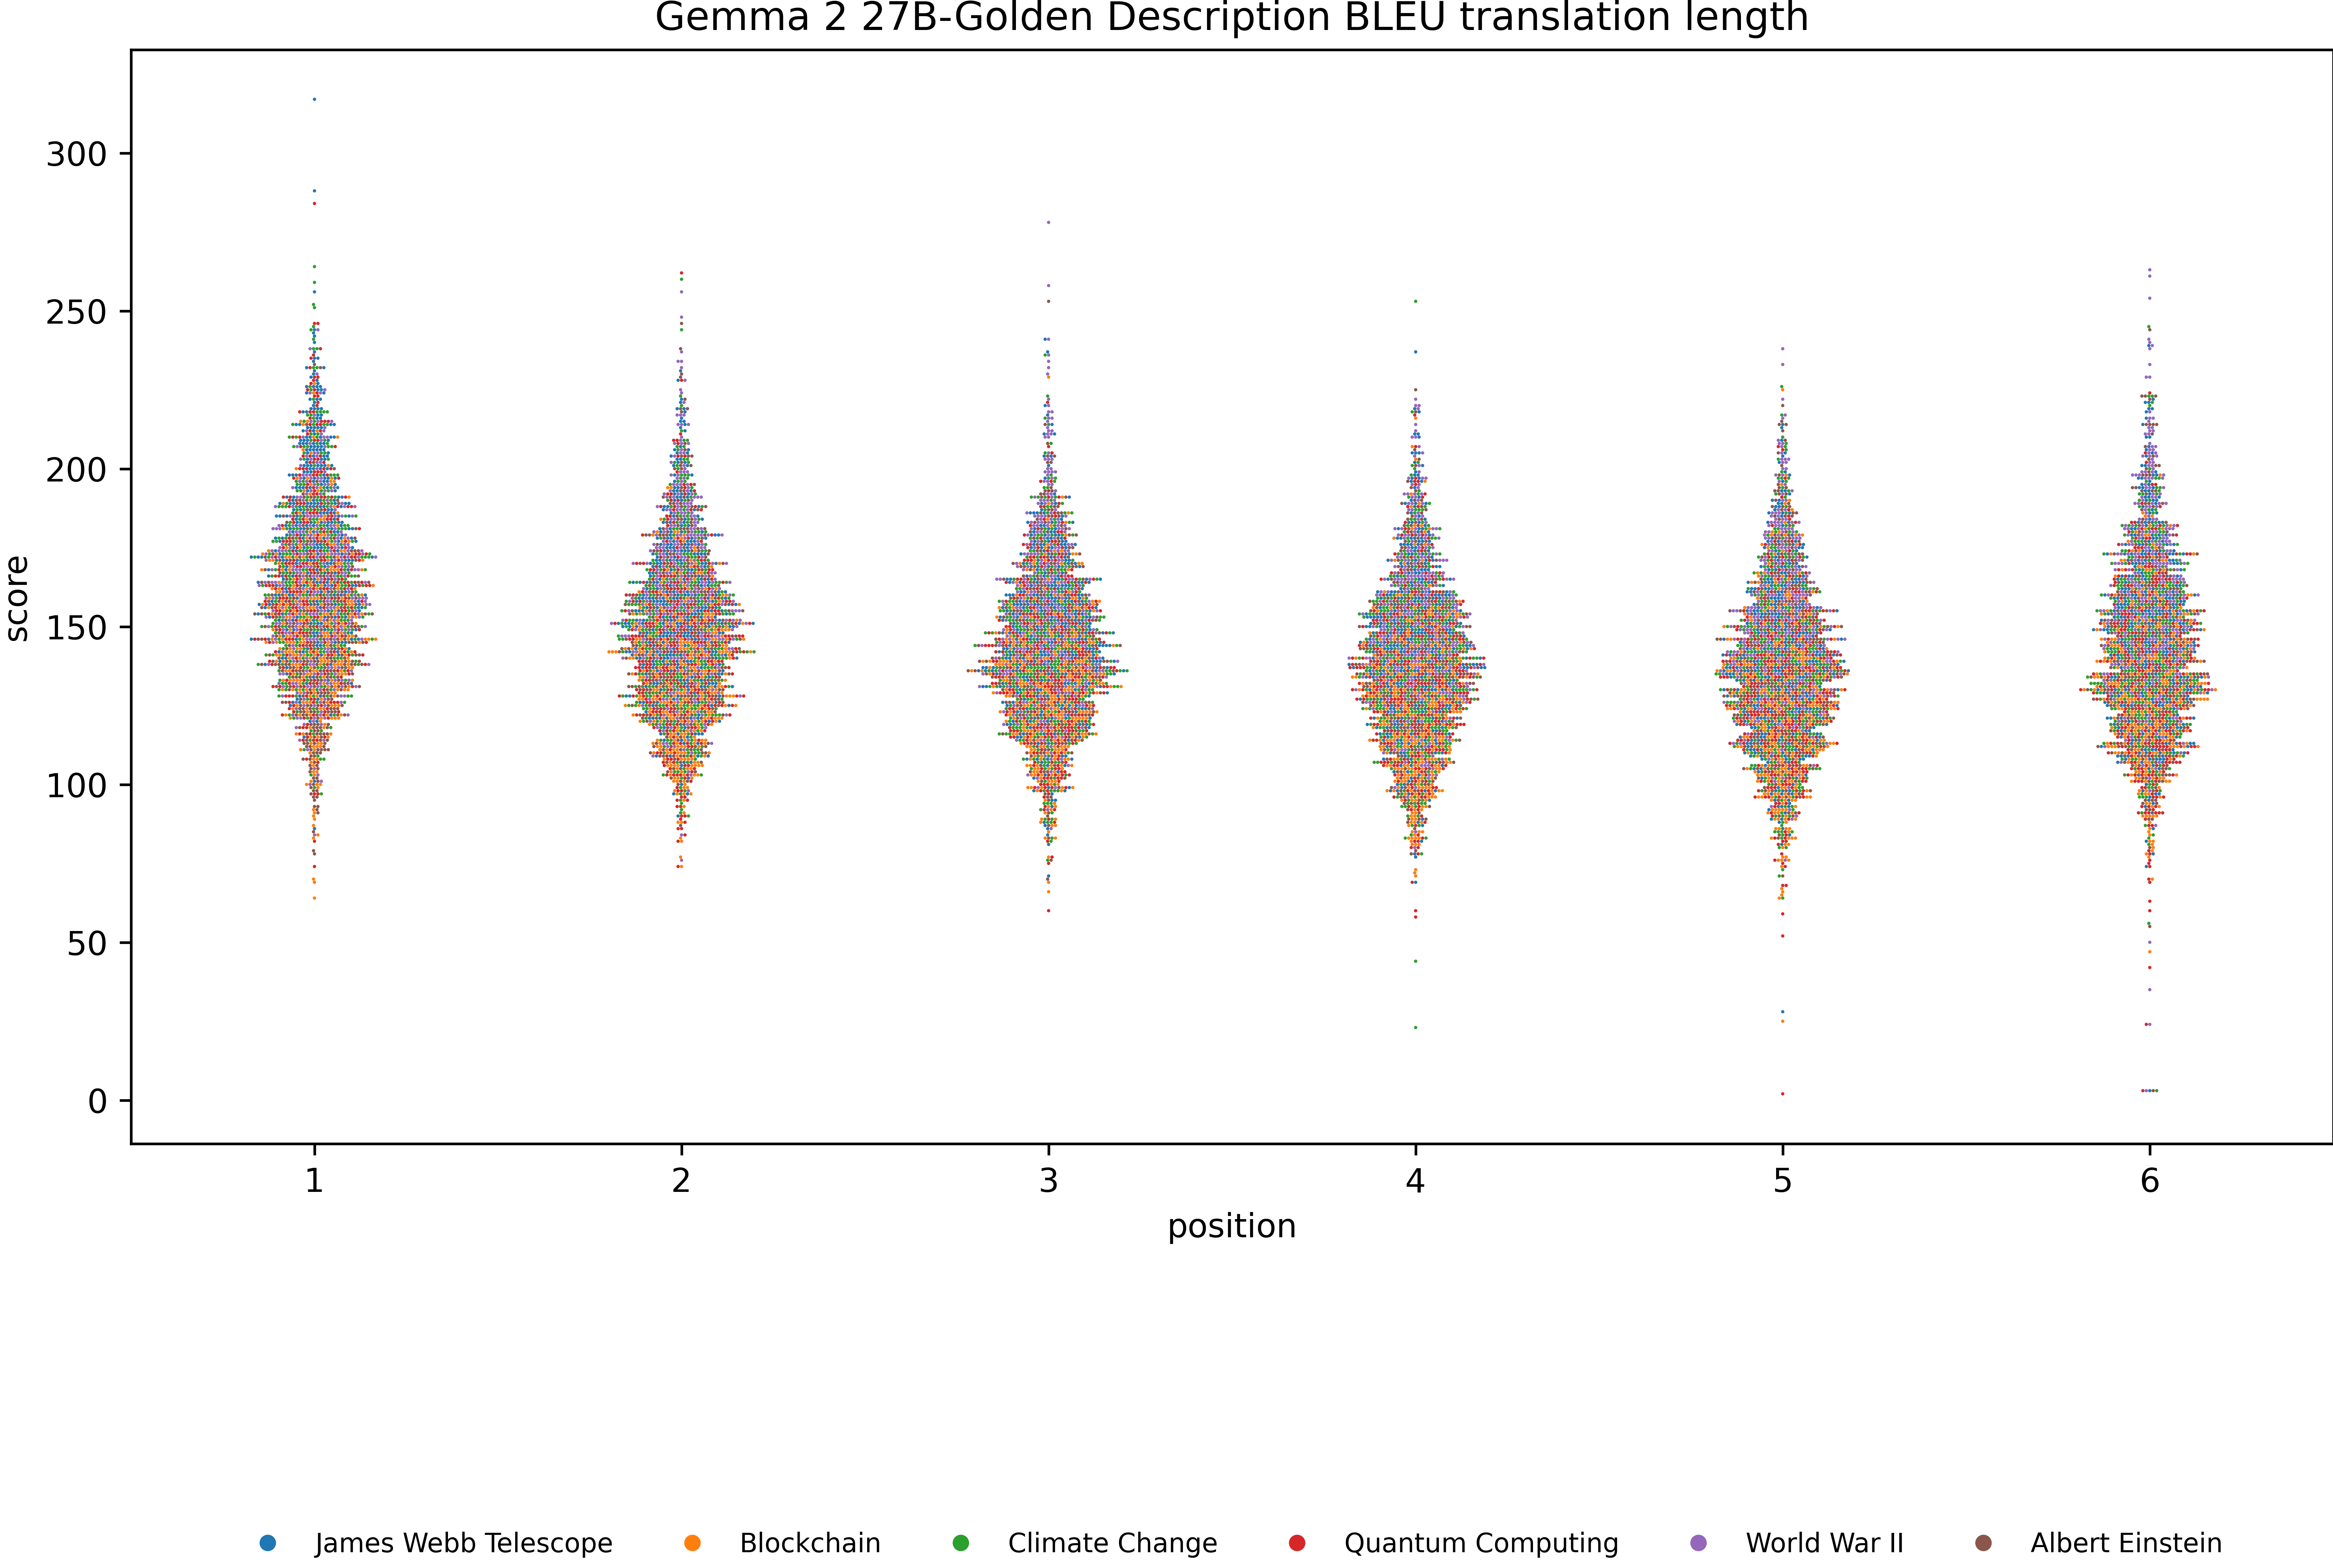 Gemma 2 27B-Golden Description BLEU translation length
score
300
250
200
150
100
50
0
1 2 3 4 5 6
position
James Webb Telescope Blockchain Climate Change Quantum Computing World War II Albert Einstein